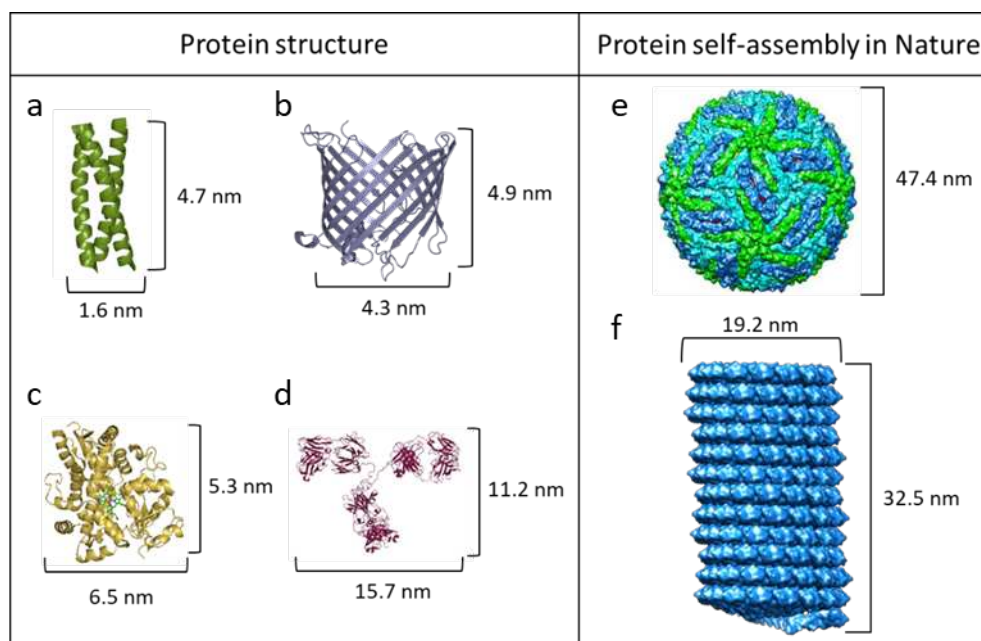 Protein structure
Protein self-assembly in Nature
a
4.7 nm
1.6 nm
b
4.9 nm
4.3 nm
c
5.3 nm
6.5 nm
d
11.2 nm
15.7 nm
e
47.4 nm
f
19.2 nm
32.5 nm